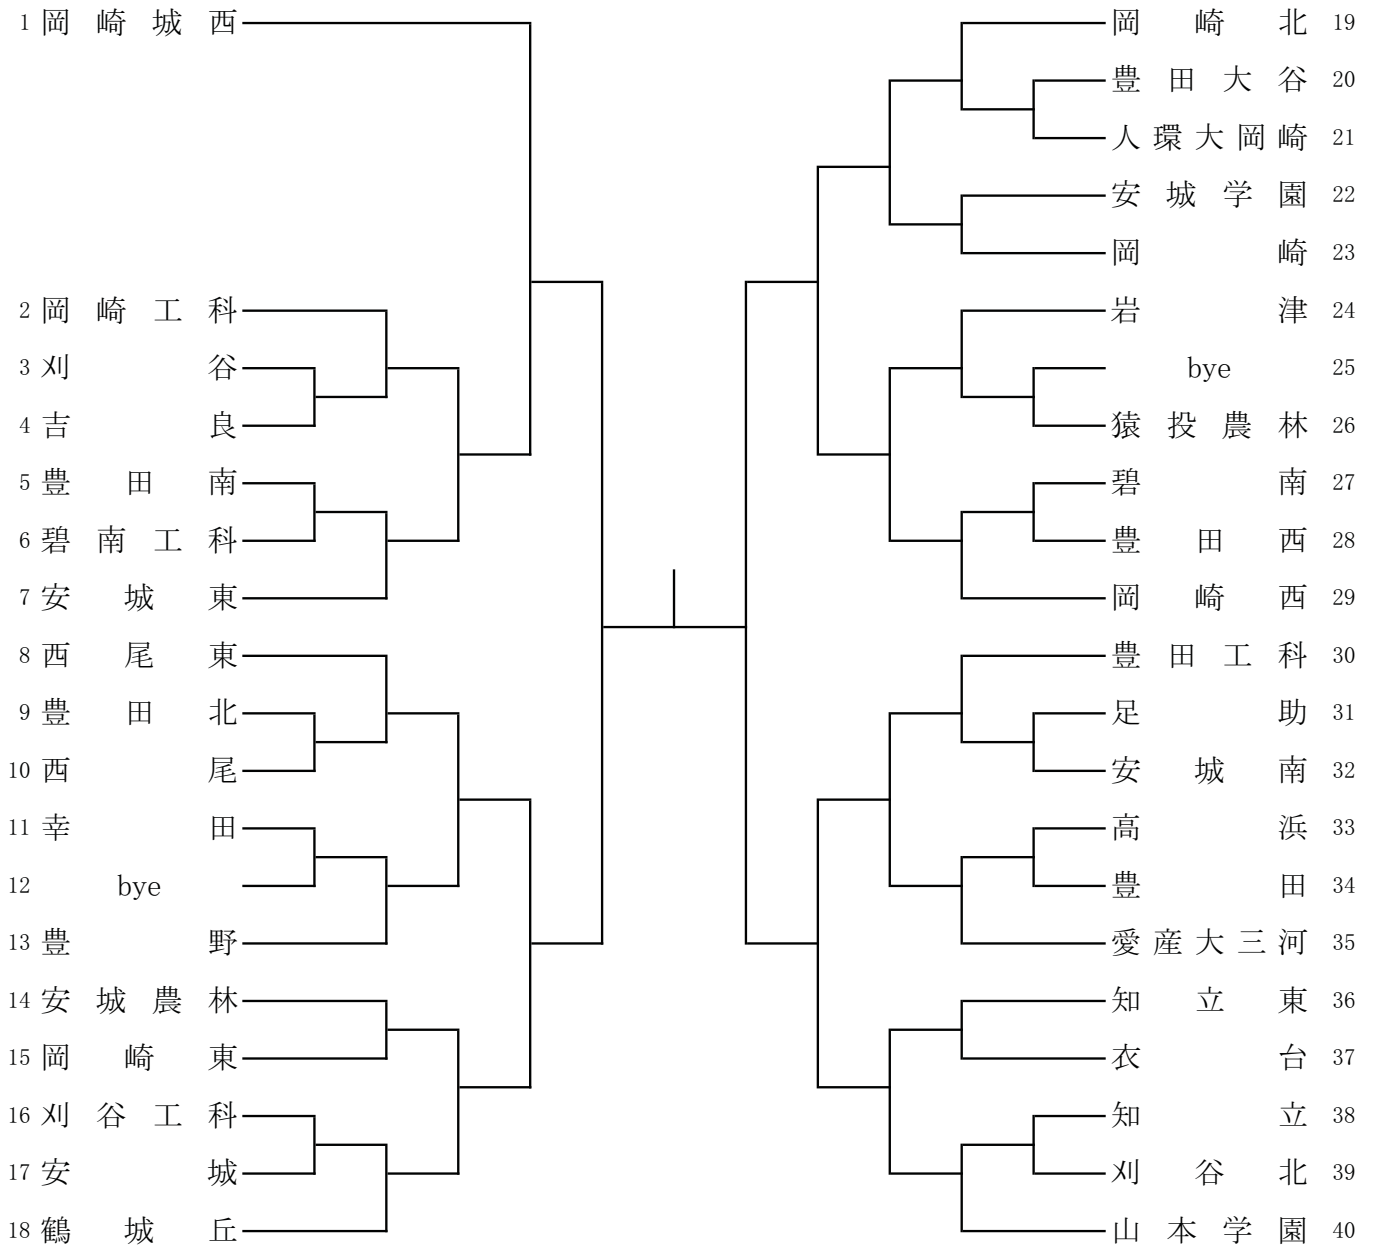 1 岡崎城西
2 岡崎工科
3 刈谷
4 吉良
5 豊田南
6 碧南工科
7 安城東
8 西尾東
9 豊田北
10 西尾
11 幸田
12 bye
13 豊野
14 安城農林
15 岡崎東
16 刈谷工科
17 安城
18 鶴城丘
岡崎北 19
豊田大谷 20
人環大岡崎 21
安城学園 22
岡崎 23
岩津 24
bye 25
猿投農林 26
碧南 27
豊田西 28
岡崎西 29
豊田工科 30
足助 31
安城南 32
高浜 33
豊田 34
愛産大三河 35
知立東 36
衣台 37
知立 38
刈谷北 39
山本学園 40